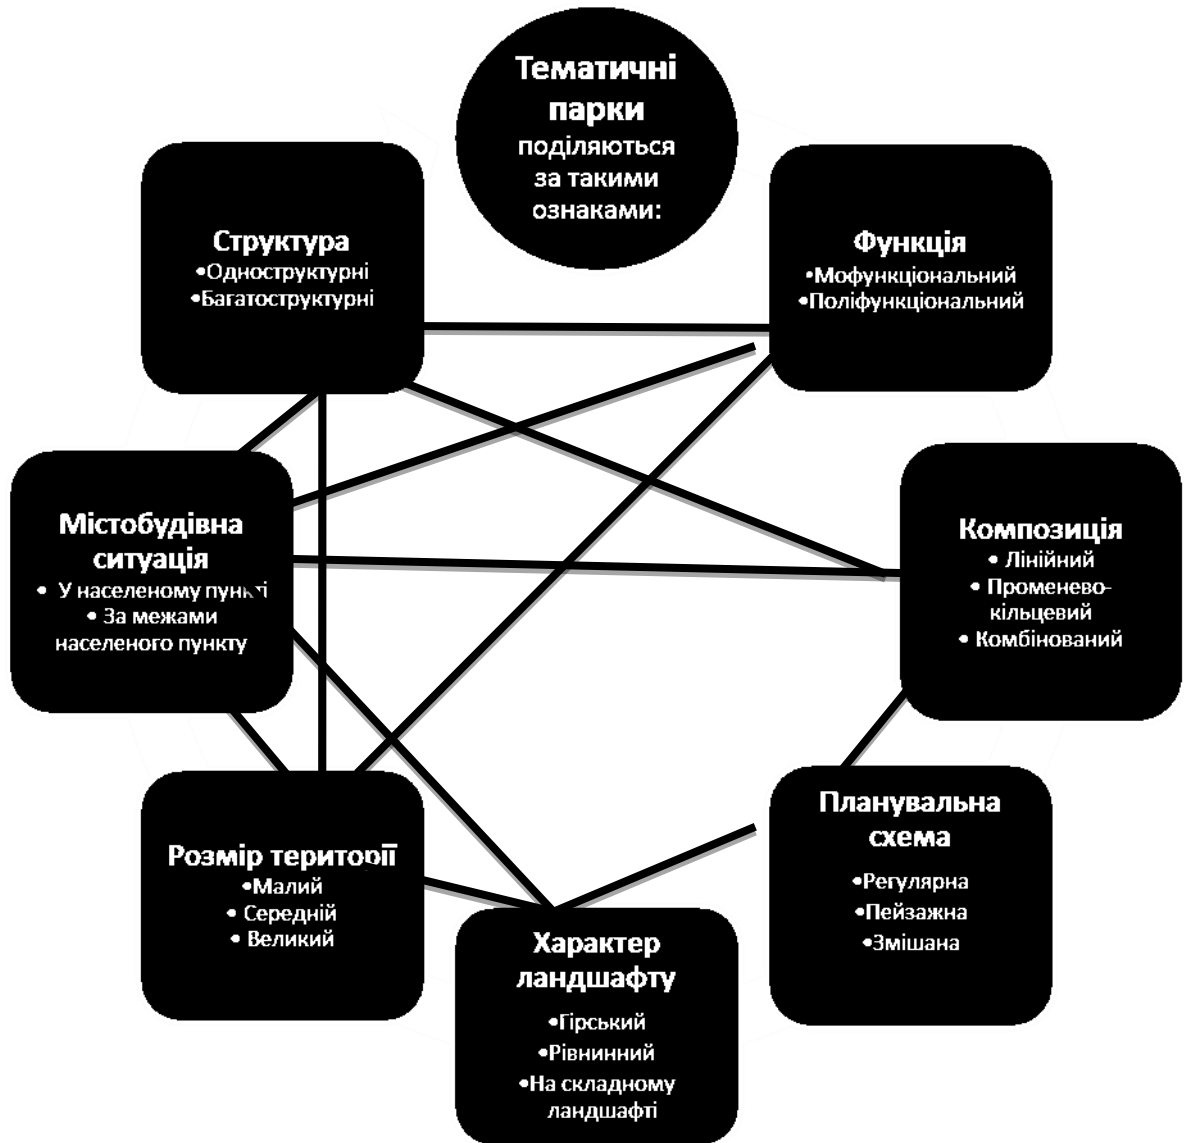 Тематичні
парки
поділяються
за такими
ознаками:
Структура
•Одноструктурні
•Багатоструктурні
Функція
•Мофункціональний
•Поліфункціональний
Містобудівна
ситуація
• У населеному пункті
• За межами
населеного пункту
Композиція
• Лінійний
• Променево-
кільцевий
• Комбінований
Розмір території
•Малий
• Середній
• Великий
Планувальна
схема
•Регулярна
•Пейзажна
•Змішана
Характер
ландшафту
•Гірський
•Рівнинний
•На складному
ландшафті